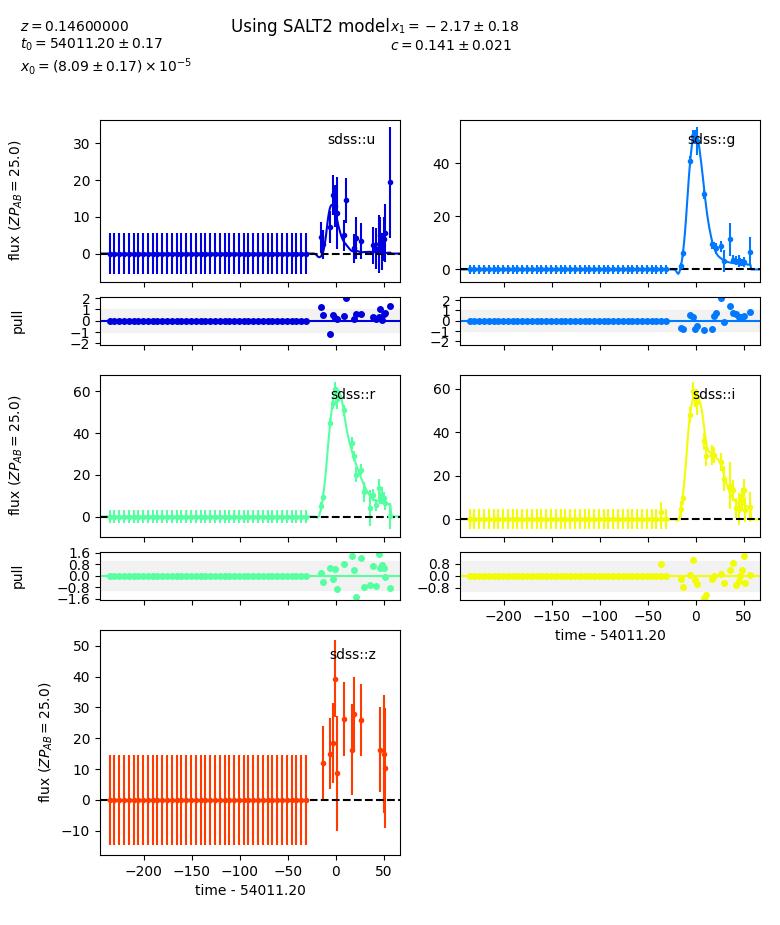 Using SALT2 model
z = 0.14600000
t₀ = 54011.20 ± 0.17
x₀ = (8.09 ± 0.17) × 10⁻⁵
x₁ = −2.17 ± 0.18
c = 0.141 ± 0.021
sdss::u
flux (ZP_AB = 25.0)
30
20
10
0
pull
2
1
0
−1
−2
sdss::g
40
20
0
2
1
0
−1
sdss::r
flux (ZP_AB = 25.0)
60
40
20
0
pull
1.6
0.8
0.0
−0.8
−1.6
sdss::i
60
40
20
0
0.8
0.0
−0.8
−200 −150 −100 −50 0 50
time - 54011.20
sdss::z
flux (ZP_AB = 25.0)
50
40
30
20
10
0
−10
−200 −150 −100 −50 0 50
time - 54011.20